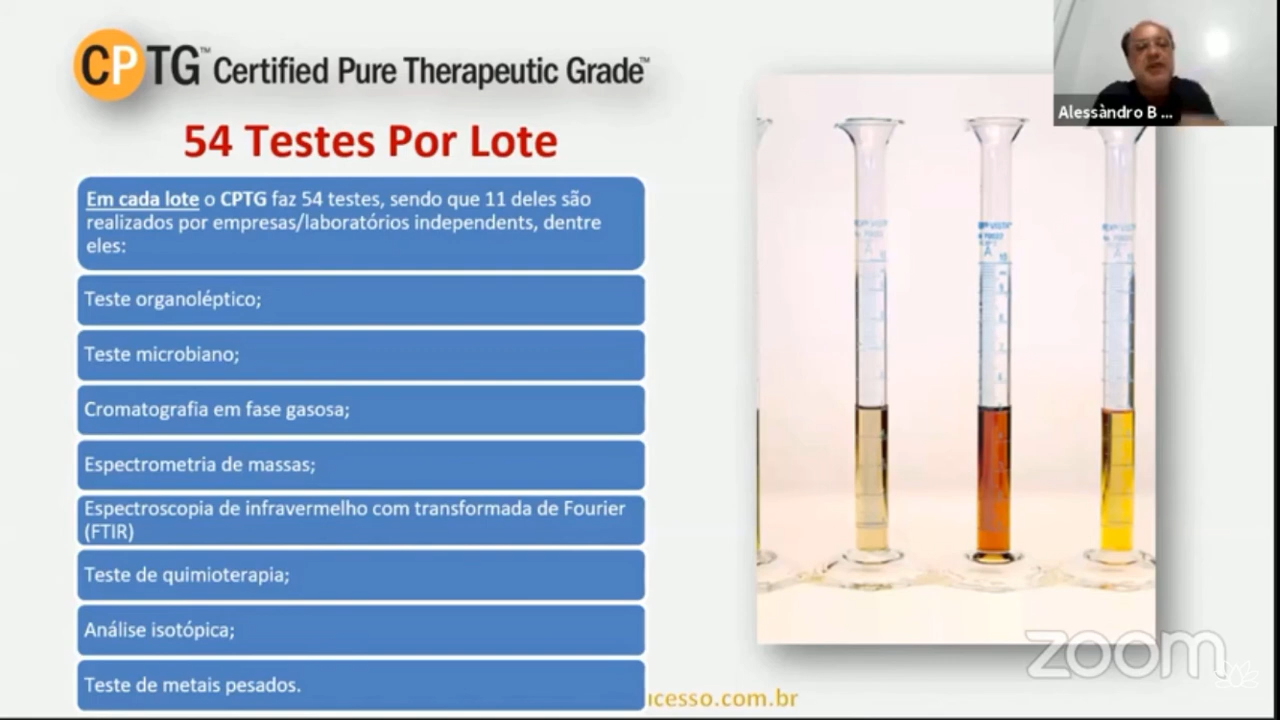 CPTG™ Certified Pure Therapeutic Grade™
54 Testes Por Lote
Em cada lote o CPTG faz 54 testes, sendo que 11 deles são
realizados por empresas/laboratórios independents, dentre
eles:
Teste organoléptico;
Teste microbiano;
Cromatografia em fase gasosa;
Espectrometria de massas;
Espectroscopia de infravermelho com transformada de Fourier
(FTIR)
Teste de quimioterapia;
Análise isotópica;
Teste de metais pesados.
Alessàndro B ...
zoom
ucesso.com.br